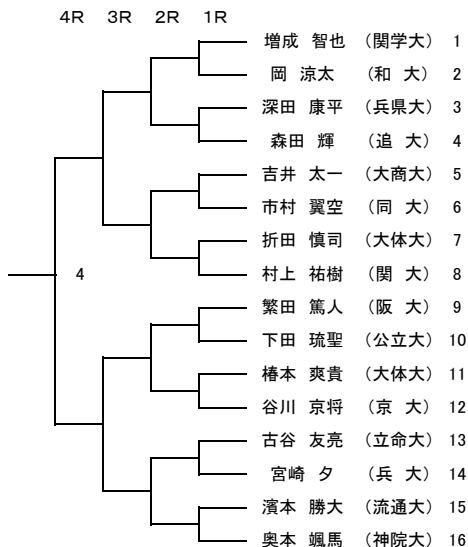 4R 3R 2R 1R
増成 智也 （関学大） 1
岡 涼太 （和 大） 2
深田 康平 （兵県大） 3
森田 輝 （追 大） 4
吉井 太一 （大商大） 5
市村 翼空 （同 大） 6
折田 慎司 （大体大） 7
4 村上 祐樹 （関 大） 8
繁田 篤人 （阪 大） 9
下田 琉聖 （公立大） 10
椿本 爽貴 （大体大） 11
谷川 京将 （京 大） 12
古谷 友亮 （立命大） 13
宮崎 夕 （兵 大） 14
濱本 勝大 （流通大） 15
奥本 颯馬 （神院大） 16